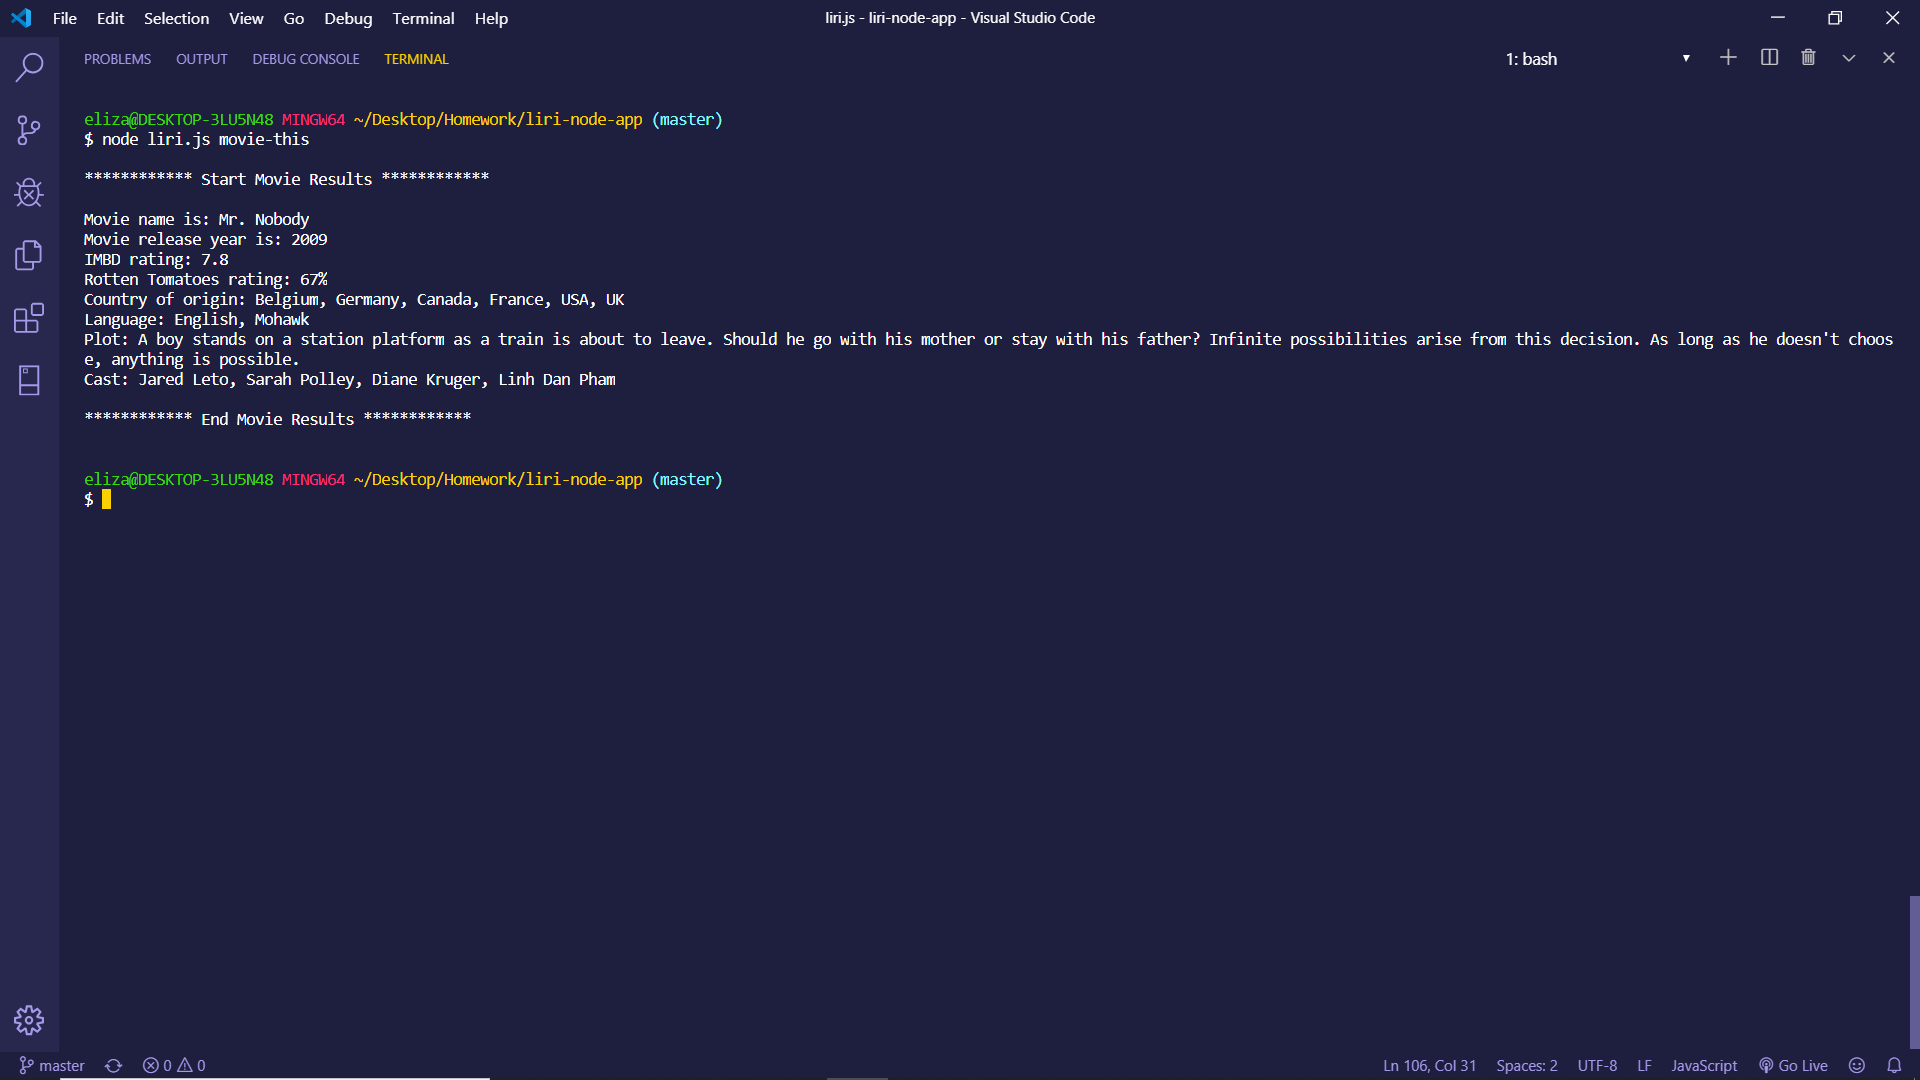 File Edit Selection View Go Debug Terminal Help
liri.js - liri-node-app - Visual Studio Code
PROBLEMS OUTPUT DEBUG CONSOLE TERMINAL
1: bash
eliza@DESKTOP-3LU5N48 MINGW64 ~/Desktop/Homework/liri-node-app (master)
$ node liri.js movie-this
************ Start Movie Results ************
Movie name is: Mr. Nobody
Movie release year is: 2009
IMBD rating: 7.8
Rotten Tomatoes rating: 67%
Country of origin: Belgium, Germany, Canada, France, USA, UK
Language: English, Mohawk
Plot: A boy stands on a station platform as a train is about to leave. Should he go with his mother or stay with his father? Infinite possibilities arise from this decision. As long as he doesn't choos
e, anything is possible.
Cast: Jared Leto, Sarah Polley, Diane Kruger, Linh Dan Pham
************ End Movie Results ************
eliza@DESKTOP-3LU5N48 MINGW64 ~/Desktop/Homework/liri-node-app (master)
$
master 0 0
Ln 106, Col 31 Spaces: 2 UTF-8 LF JavaScript Go Live